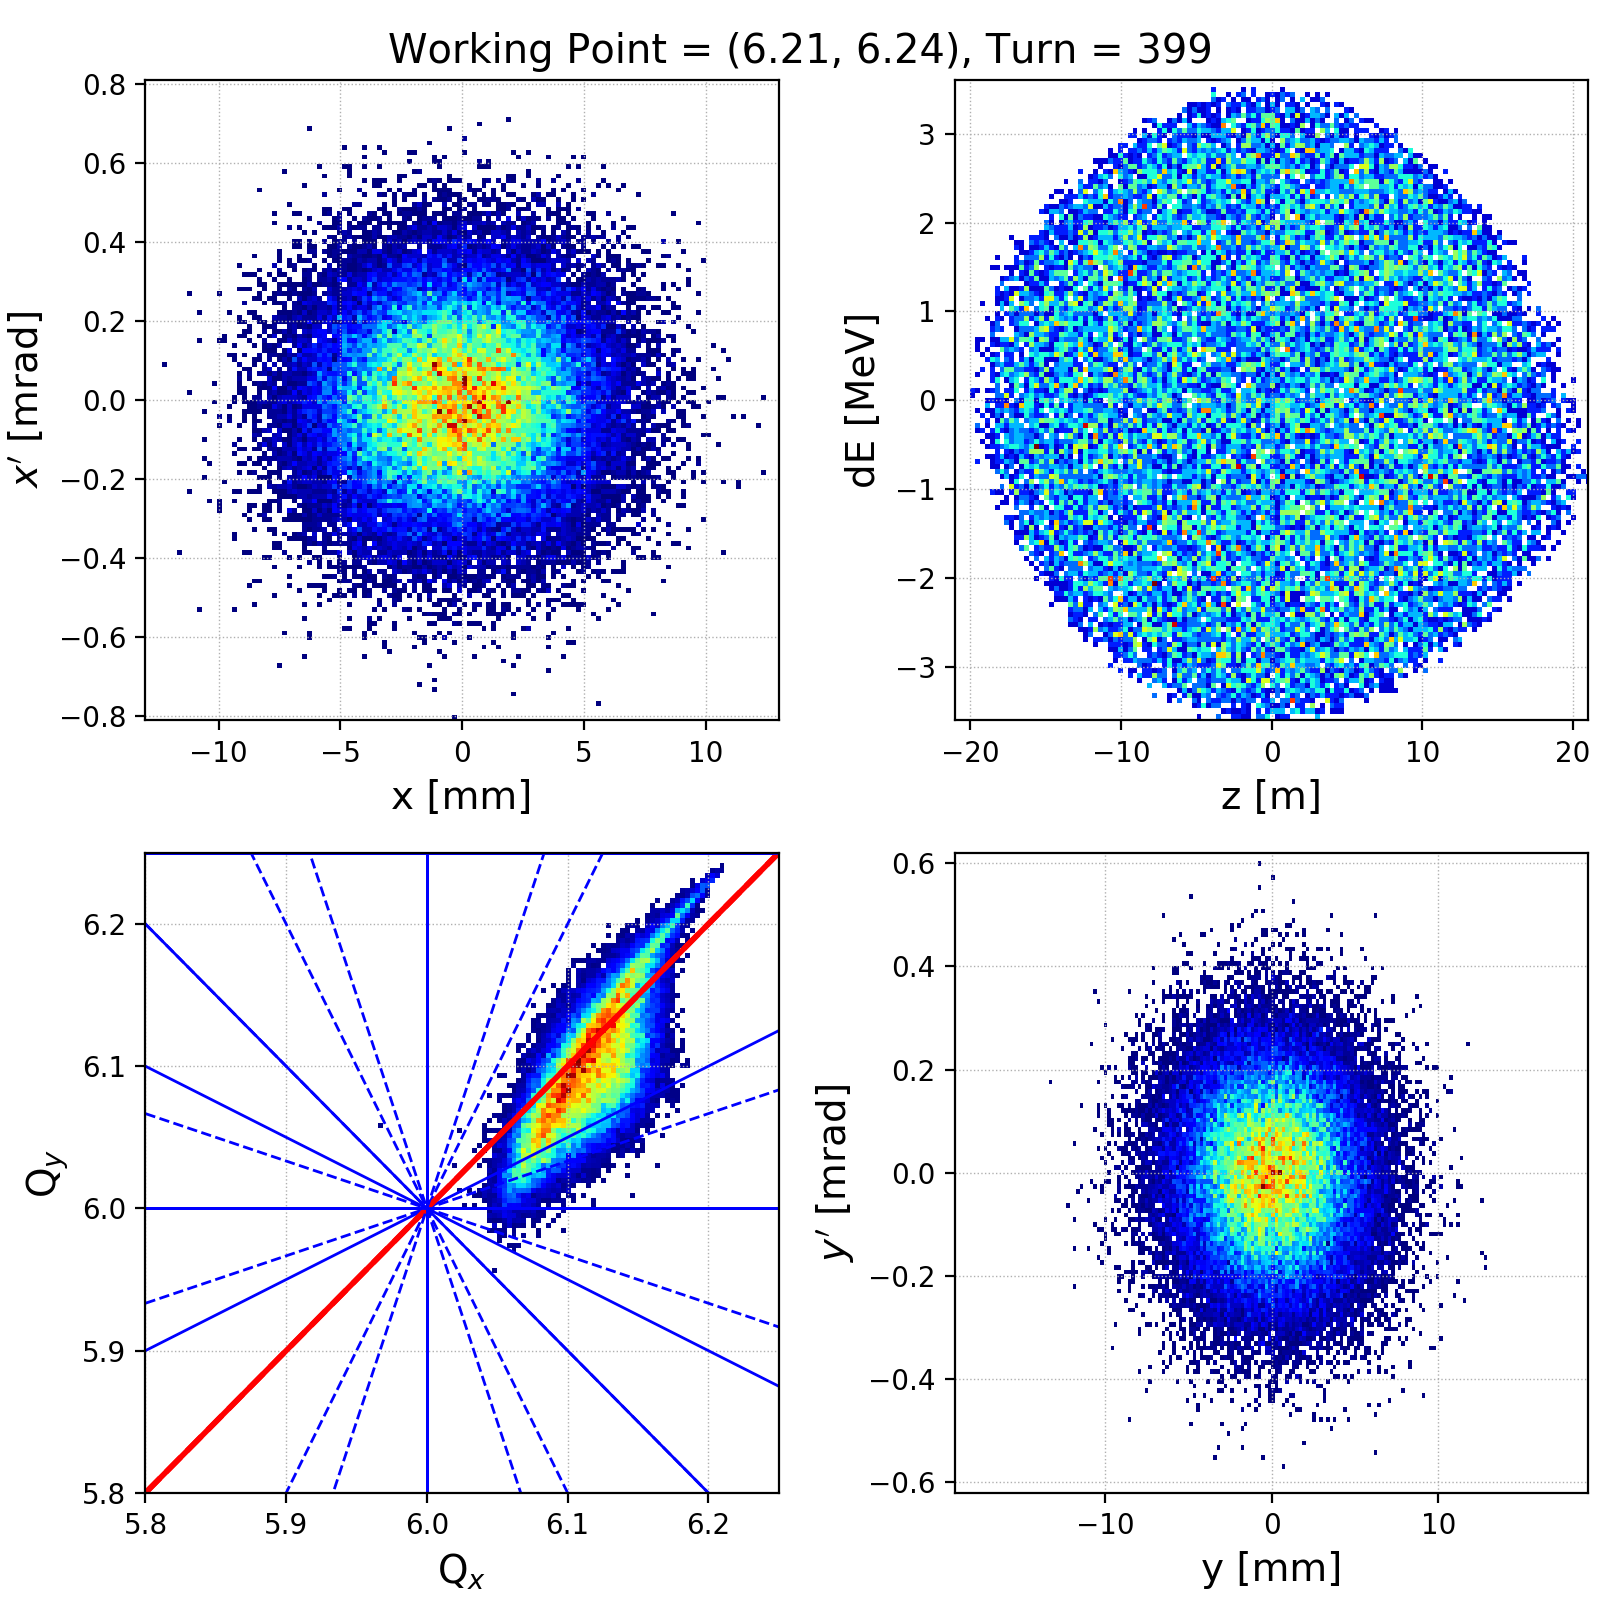 Working Point = (6.21, 6.24), Turn = 399
0.8
0.6
0.4
0.2
0.0
−0.2
−0.4
−0.6
−0.8
x′ [mrad]
−10 −5 0 5 10
x [mm]
3
2
1
0
−1
−2
−3
dE [MeV]
−20 −10 0 10 20
z [m]
6.2
6.1
6.0
5.9
5.8
Qy
5.8 5.9 6.0 6.1 6.2
Qx
0.6
0.4
0.2
0.0
−0.2
−0.4
−0.6
y′ [mrad]
−10 0 10
y [mm]